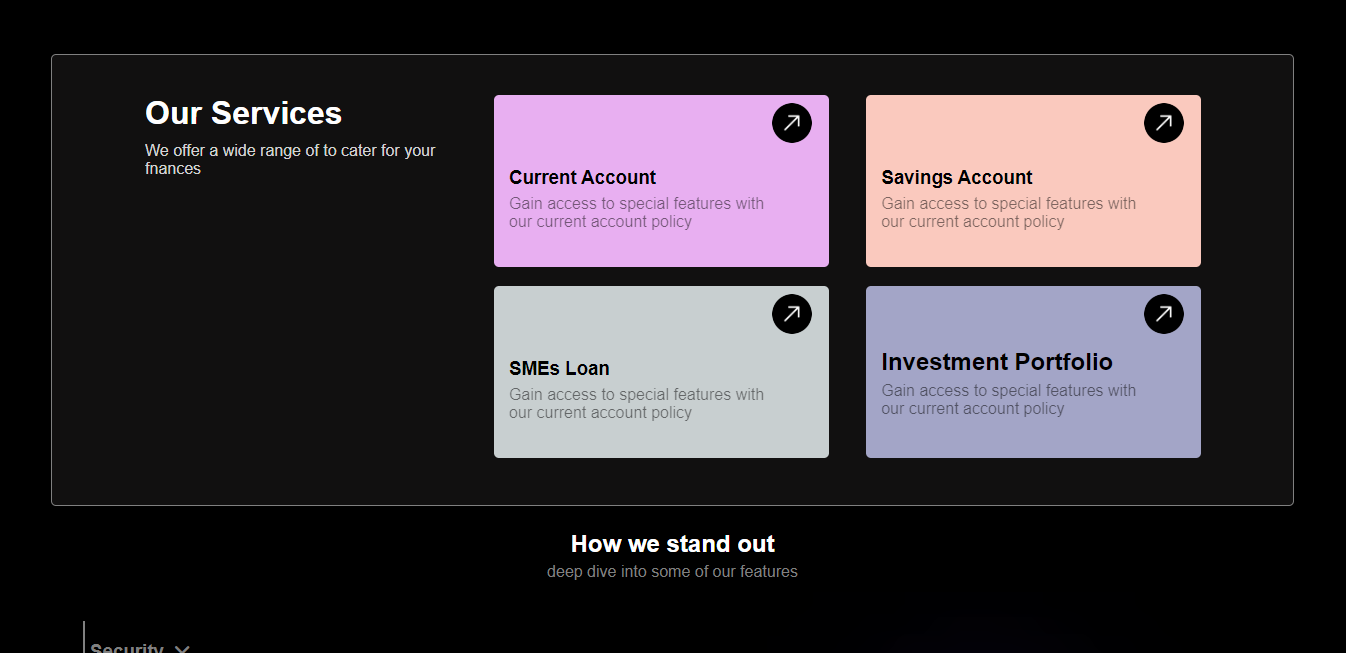 Our Services
We offer a wide range of to cater for your
fnances
Current Account
Gain access to special features with
our current account policy
Savings Account
Gain access to special features with
our current account policy
SMEs Loan
Gain access to special features with
our current account policy
Investment Portfolio
Gain access to special features with
our current account policy
How we stand out
deep dive into some of our features
Security